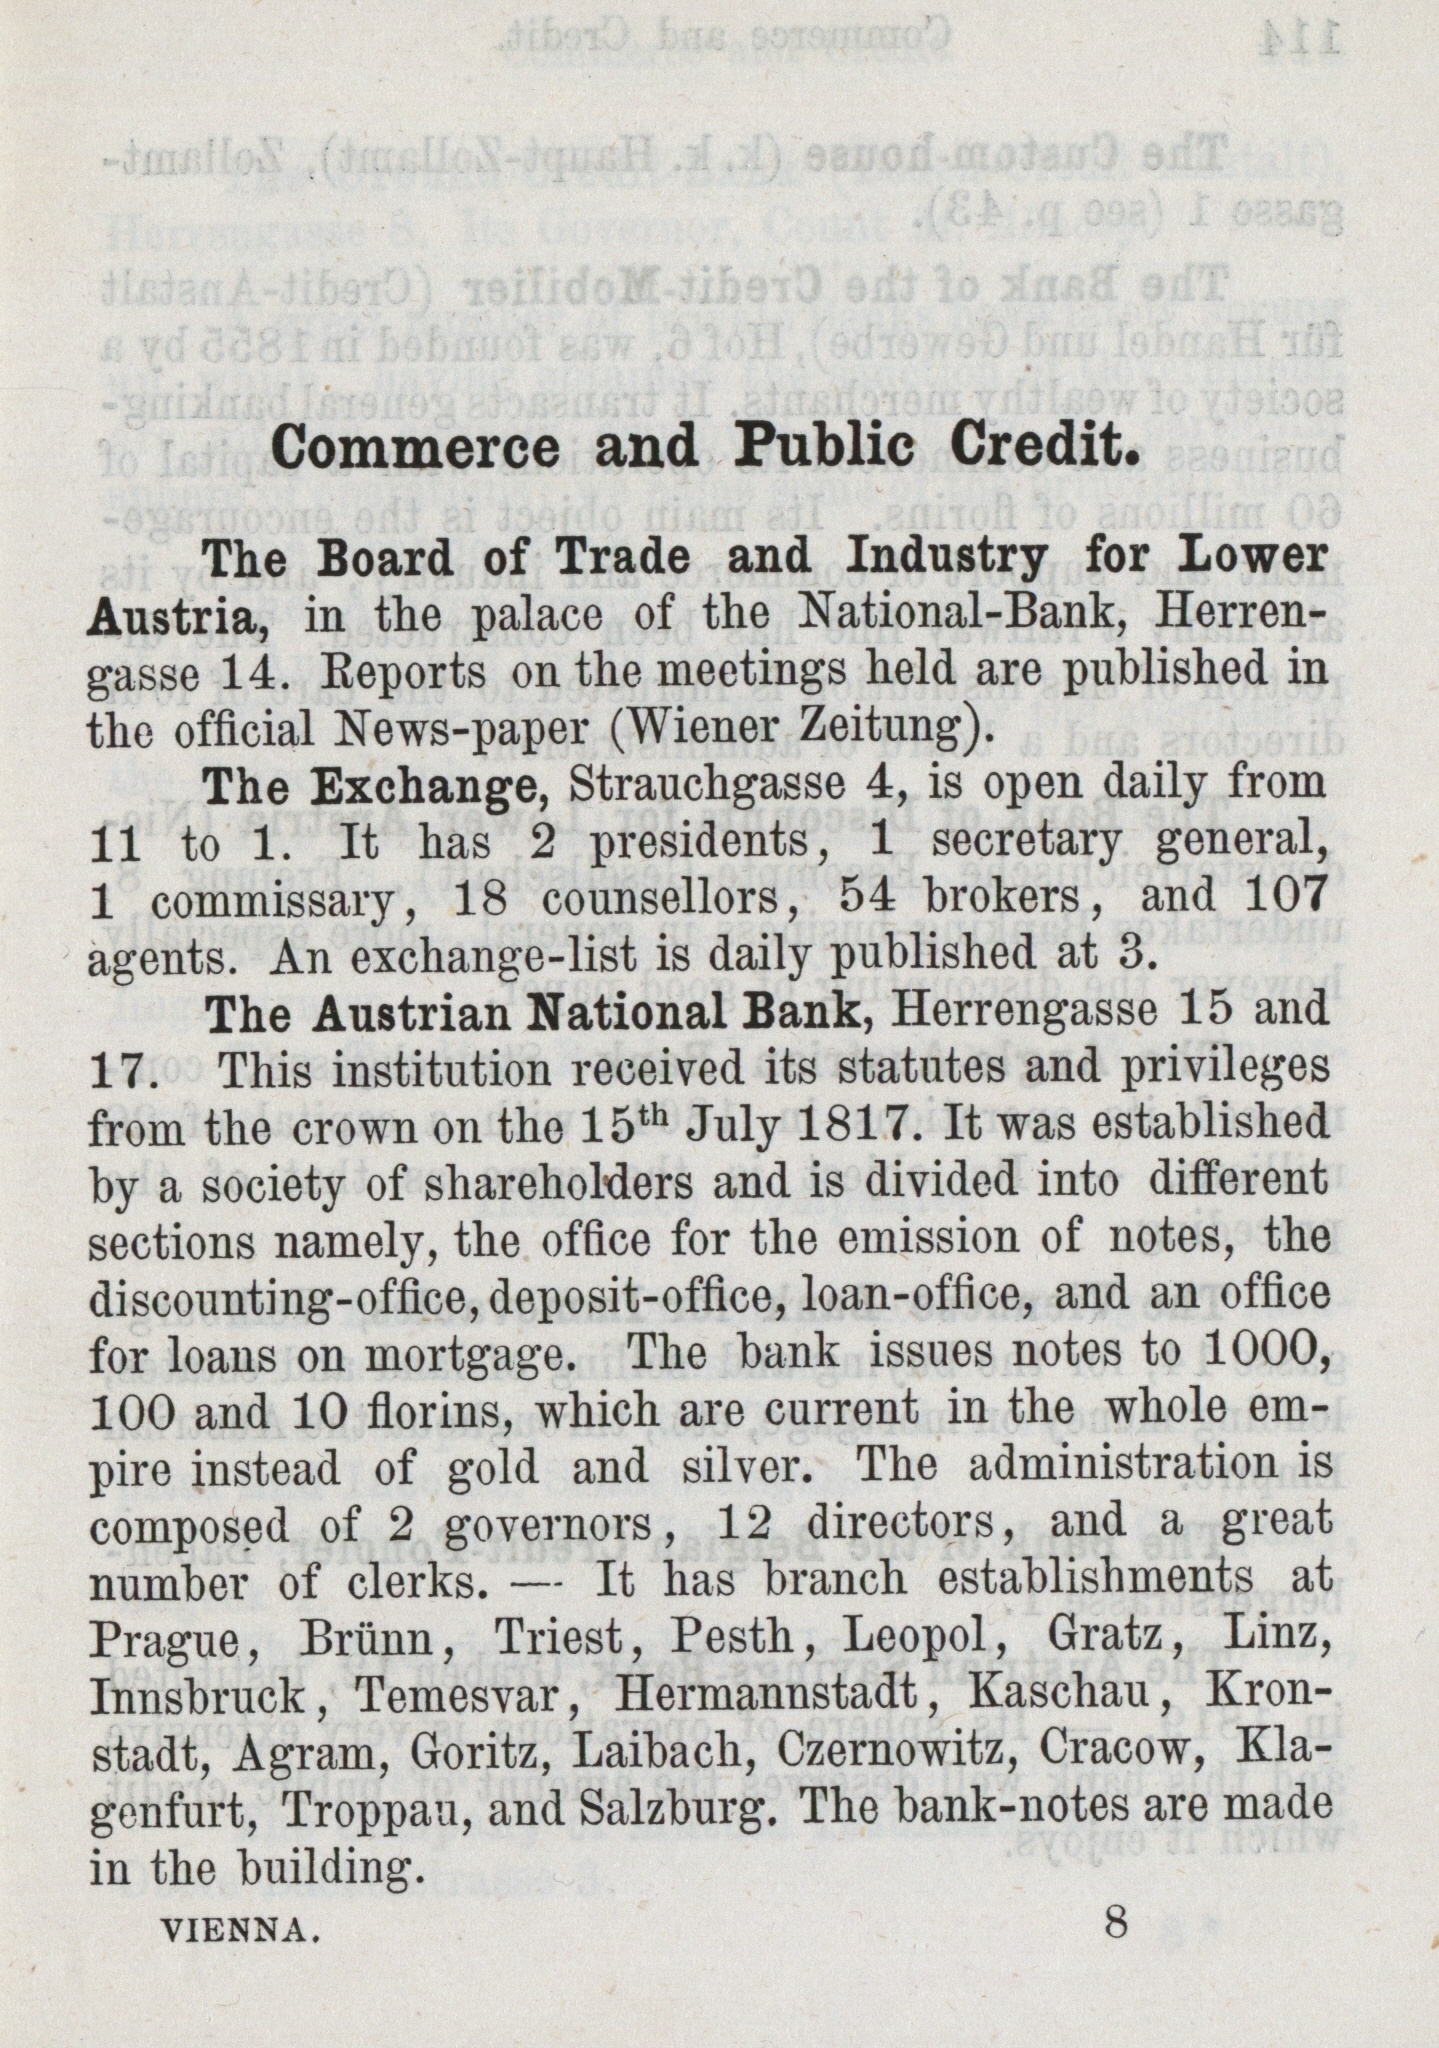 Commerce and Public Credit.
The Board of Trade and Industry for Lower
Austria, in the palace of the National-Bank, Herren-
gasse 14. Reports on the meetings held are published in
the official News-paper (Wiener Zeitung).
The Exchange, Strauchgasse 4, is open daily from
11 to 1. It has 2 presidents, 1 secretary general,
1 commissary, 18 counsellors, 54 brokers, and 107
agents. An exchange-list is daily published at 3.
The Austrian National Bank, Herrengasse 15 and
17. This institution received its statutes and privileges
from the crown on the 15th July 1817. It was established
by a society of shareholders and is divided into different
sections namely, the office for the emission of notes, the
discounting-office, deposit-office, loan-office, and an office
for loans on mortgage. The bank issues notes to 1000,
100 and 10 florins, which are current in the whole em-
pire instead of gold and silver. The administration is
composed of 2 governors, 12 directors, and a great
number of clerks. — It has branch establishments at
Prague, Brünn, Triest, Pesth, Leopol, Gratz, Linz,
Innsbruck, Temesvar, Hermannstadt, Kaschau, Kron-
stadt, Agram, Goritz, Laibach, Czernowitz, Cracow, Kla-
genfurt, Troppau, and Salzburg. The bank-notes are made
in the building.
VIENNA. 8